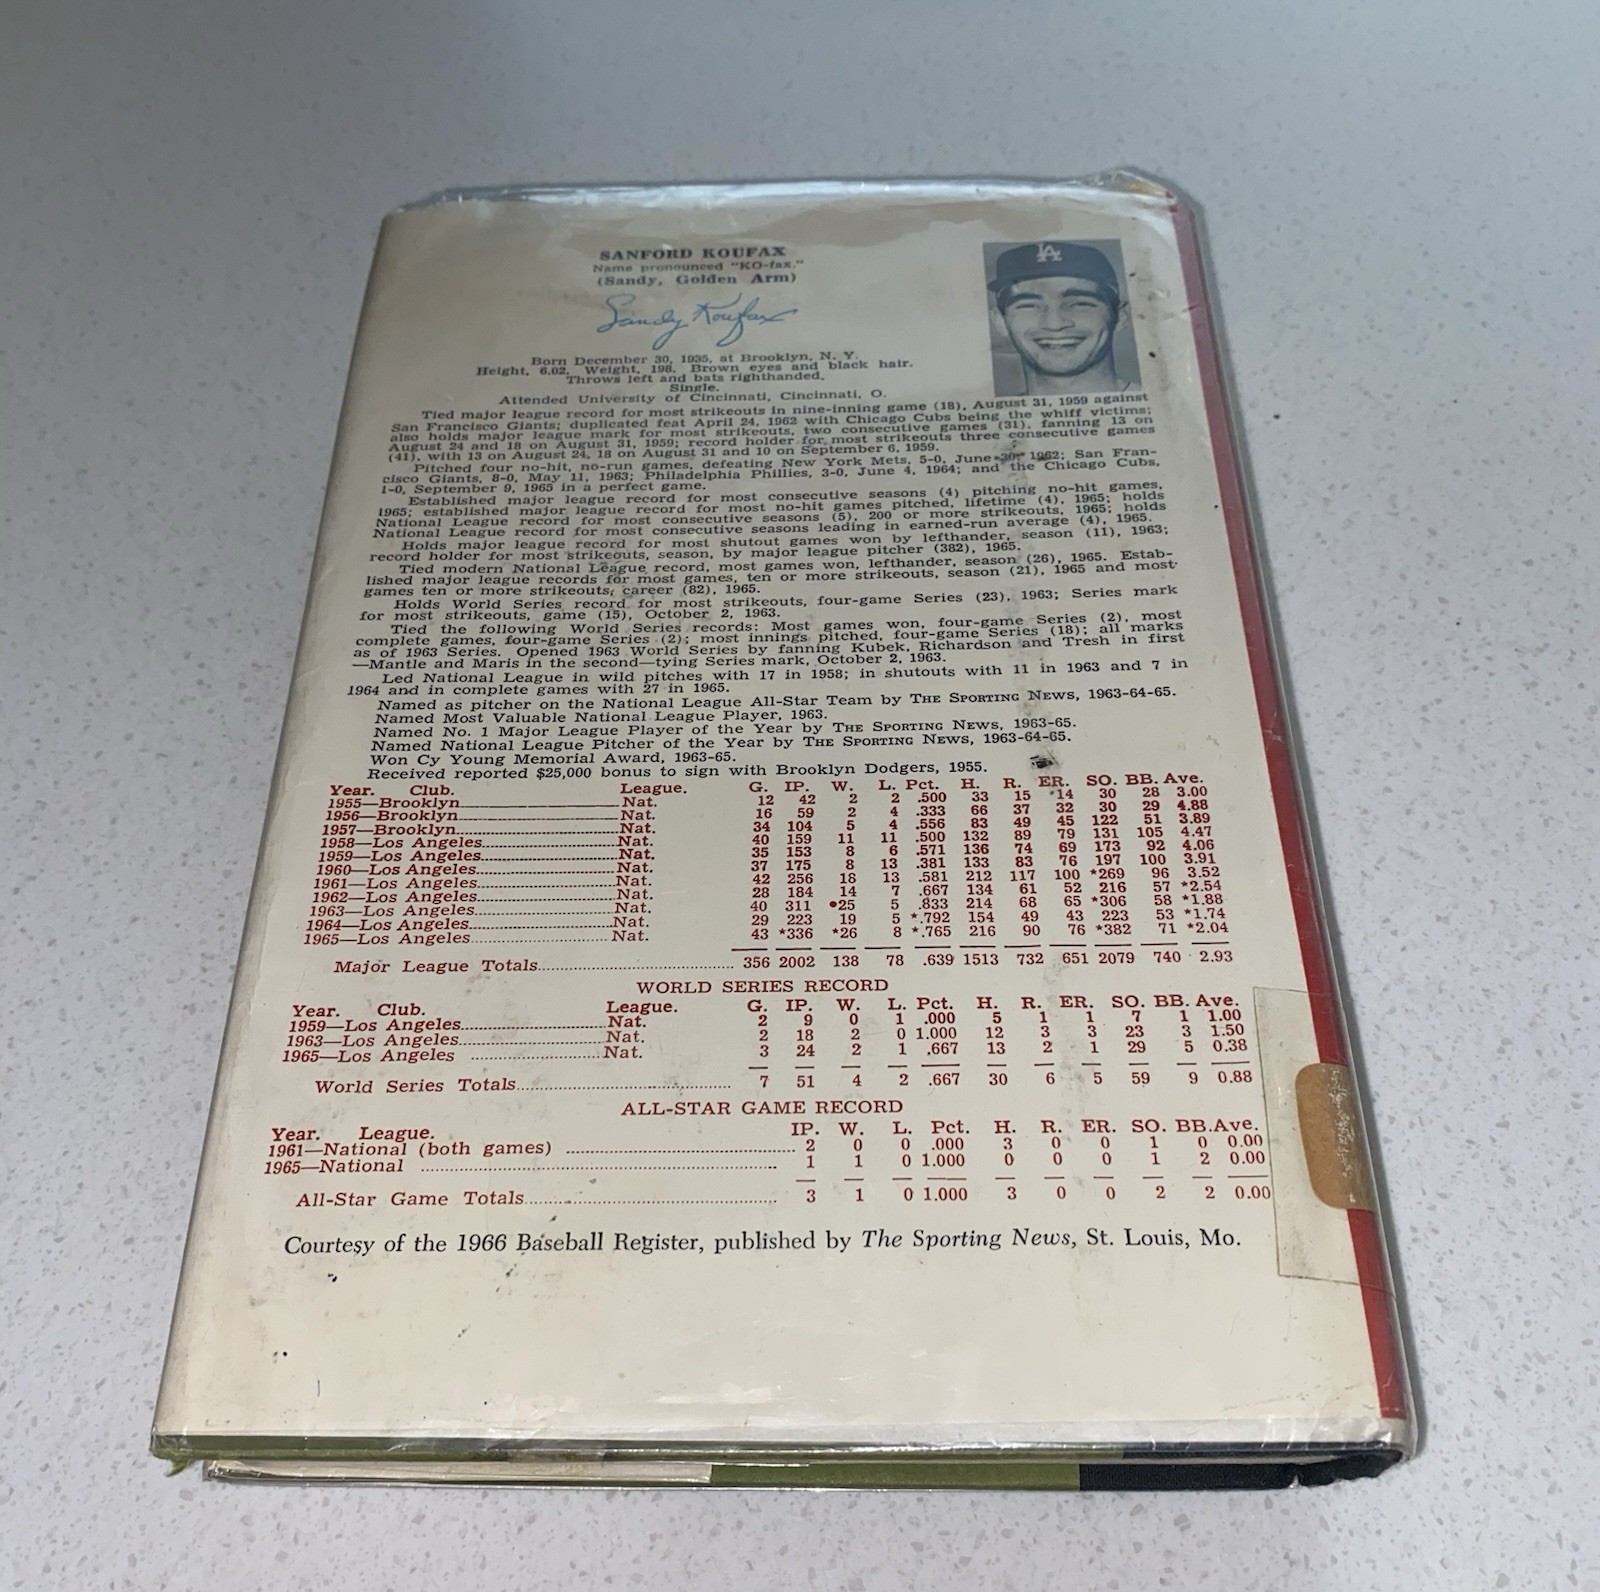 SANFORD KOUFAX
Name pronounced "KO-fax."
(Sandy, Golden Arm)
LA
Sandy Koufax
Born December 30, 1935, at Brooklyn, N. Y.
Height, 6.02, Weight, 198. Brown eyes and black hair.
Throws left and bats righthanded.
Single.
Attended University of Cincinnati, Cincinnati, O.
Tied major league record for most strikeouts in nine-inning game (18), August 31, 1959 against
San Francisco Giants; duplicated feat April 24, 1962 with Chicago Cubs being the whiff victims;
also holds major league mark for most strikeouts, two consecutive games (31), fanning 13 on
August 24 and 18 on August 31, 1959; record holder for most strikeouts three consecutive games
(41), with 13 on August 24, 18 on August 31 and 10 on September 6, 1959.
Pitched four no-hit, no-run games, defeating New York Mets, 5-0, June 30, 1962; San Fran-
cisco Giants, 8-0, May 11, 1963; Philadelphia Phillies, 3-0, June 4, 1964; and the Chicago Cubs,
1-0, September 9, 1965 in a perfect game.
Established major league record for most consecutive seasons (4) pitching no-hit games,
1965; established major league record for most no-hit games pitched, lifetime (4), 1965; holds
National League record for most consecutive seasons (5), 200 or more strikeouts, 1965; holds
National League record for most consecutive seasons leading in earned-run average (4), 1965.
Holds major league record for most shutout games won by lefthander, season (11), 1963;
record holder for most strikeouts, season, by major league pitcher (382), 1965.
Tied modern National League record, most games won, lefthander, season (26), 1965. Estab-
lished major league records for most games, ten or more strikeouts, season (21), 1965 and most
games ten or more strikeouts, career (82), 1965.
Holds World Series record for most strikeouts, four-game Series (23), 1963; Series mark
for most strikeouts, game (15), October 2, 1963.
Tied the following World Series records: Most games won, four-game Series (2), most
complete games, four-game Series (2); most innings pitched, four-game Series (18); all marks
as of 1963 Series. Opened 1963 World Series by fanning Kubek, Richardson and Tresh in first
—Mantle and Maris in the second—tying Series mark, October 2, 1963.
Led National League in wild pitches with 17 in 1958; in shutouts with 11 in 1963 and 7 in
1964 and in complete games with 27 in 1965.
Named as pitcher on the National League All-Star Team by THE SPORTING NEWS, 1963-64-65.
Named Most Valuable National League Player, 1963.
Named No. 1 Major League Player of the Year by THE SPORTING NEWS, 1963-65.
Named National League Pitcher of the Year by THE SPORTING NEWS, 1963-64-65.
Won Cy Young Memorial Award, 1963-65.
Received reported $25,000 bonus to sign with Brooklyn Dodgers, 1955.
Year. Club. League. G. IP. W. L. Pct. H. R. ER. SO. BB. Ave.
1955—Brooklyn Nat. 12 42 2 2 .500 33 15 14 30 28 3.00
1956—Brooklyn Nat. 16 59 2 4 .333 66 37 32 30 29 4.88
1957—Brooklyn Nat. 34 104 5 4 .556 83 49 45 122 51 3.89
1958—Los Angeles Nat. 40 159 11 11 .500 132 89 79 131 105 4.47
1959—Los Angeles Nat. 35 153 8 6 .571 136 74 69 173 92 4.06
1960—Los Angeles Nat. 37 175 8 13 .381 133 83 76 197 100 3.91
1961—Los Angeles Nat. 42 256 18 13 .581 212 117 100 *269 96 3.52
1962—Los Angeles Nat. 28 184 14 7 .667 134 61 52 216 57 *2.54
1963—Los Angeles Nat. 40 311 •25 5 .833 214 68 65 *306 58 *1.88
1964—Los Angeles Nat. 29 223 19 5 *.792 154 49 43 223 53 *1.74
1965—Los Angeles Nat. 43 *336 *26 8 *.765 216 90 76 *382 71 *2.04
Major League Totals 356 2002 138 78 .639 1513 732 651 2079 740 2.93
WORLD SERIES RECORD
Year. Club. League. G. IP. W. L. Pct. H. R. ER. SO. BB. Ave.
1959—Los Angeles Nat. 2 9 0 1 .000 5 1 1 7 1 1.00
1963—Los Angeles Nat. 2 18 2 0 1.000 12 3 3 23 3 1.50
1965—Los Angeles Nat. 3 24 2 1 .667 13 2 1 29 5 0.38
World Series Totals 7 51 4 2 .667 30 6 5 59 9 0.88
ALL-STAR GAME RECORD
Year. League. IP. W. L. Pct. H. R. ER. SO. BB. Ave.
1961—National (both games) 2 0 0 .000 3 0 0 1 0 0.00
1965—National 1 1 0 1.000 0 0 0 1 2 0.00
All-Star Game Totals 3 1 0 1.000 3 0 0 2 2 0.00
Courtesy of the 1966 Baseball Register, published by The Sporting News, St. Louis, Mo.